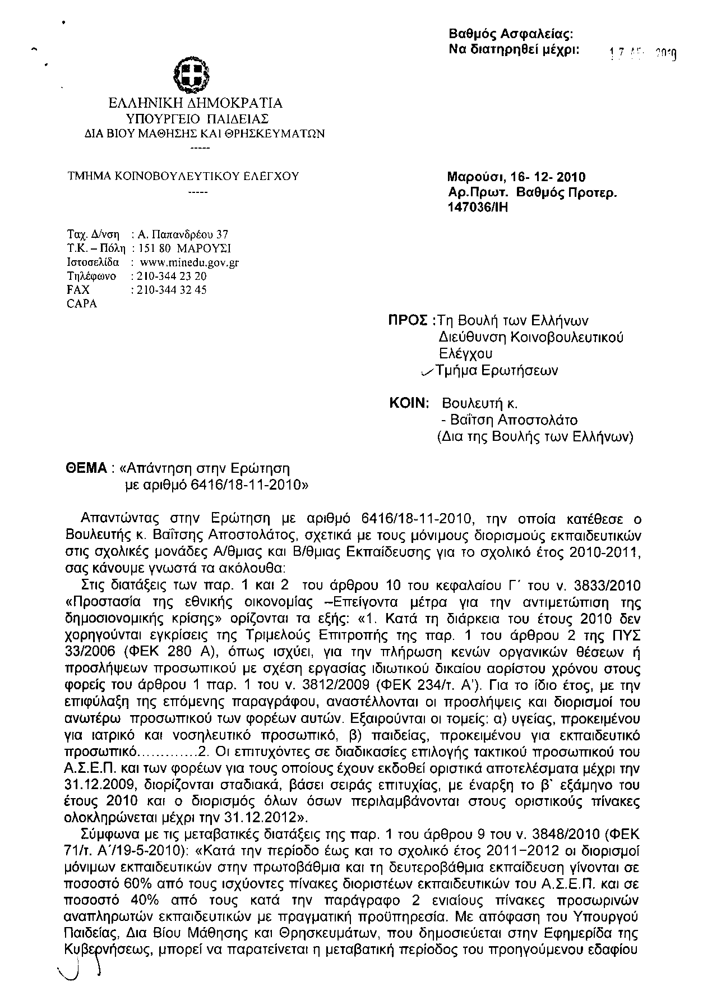 Βαθμός Ασφαλείας:
Να διατηρηθεί μέχρι:
ΕΛΛΗΝΙΚΗ ΔΗΜΟΚΡΑΤΙΑ
ΥΠΟΥΡΓΕΙΟ ΠΑΙΔΕΙΑΣ
ΔΙΑ ΒΙΟΥ ΜΑΘΗΣΗΣ ΚΑΙ ΘΡΗΣΚΕΥΜΑΤΩΝ
-----
ΤΜΗΜΑ ΚΟΙΝΟΒΟΥΛΕΥΤΙΚΟΥ ΕΛΕΓΧΟΥ
-----
Μαρούσι, 16- 12- 2010
Αρ.Πρωτ. Βαθμός Προτερ.
147036/ΙΗ
Ταχ. Δ/νση : Α. Παπανδρέου 37
Τ.Κ. – Πόλη : 151 80 ΜΑΡΟΥΣΙ
Ιστοσελίδα : www.minedu.gov.gr
Τηλέφωνο : 210-344 23 20
FAX : 210-344 32 45
CAPA
ΠΡΟΣ :Τη Βουλή των Ελλήνων
Διεύθυνση Κοινοβουλευτικού
Ελέγχου
Τμήμα Ερωτήσεων
ΚΟΙΝ: Βουλευτή κ.
- Βαΐτση Αποστολάτο
(Δια της Βουλής των Ελλήνων)
ΘΕΜΑ : «Απάντηση στην Ερώτηση
με αριθμό 6416/18-11-2010»
Απαντώντας στην Ερώτηση με αριθμό 6416/18-11-2010, την οποία κατέθεσε ο
Βουλευτής κ. Βαΐτσης Αποστολάτος, σχετικά με τους μόνιμους διορισμούς εκπαιδευτικών
στις σχολικές μονάδες Α/θμιας και Β/θμιας Εκπαίδευσης για το σχολικό έτος 2010-2011,
σας κάνουμε γνωστά τα ακόλουθα:
Στις διατάξεις των παρ. 1 και 2 του άρθρου 10 του κεφαλαίου Γ΄ του ν. 3833/2010
«Προστασία της εθνικής οικονομίας –Επείγοντα μέτρα για την αντιμετώπιση της
δημοσιονομικής κρίσης» ορίζονται τα εξής: «1. Κατά τη διάρκεια του έτους 2010 δεν
χορηγούνται εγκρίσεις της Τριμελούς Επιτροπής της παρ. 1 του άρθρου 2 της ΠΥΣ
33/2006 (ΦΕΚ 280 Α), όπως ισχύει, για την πλήρωση κενών οργανικών θέσεων ή
προσλήψεων προσωπικού με σχέση εργασίας ιδιωτικού δικαίου αορίστου χρόνου στους
φορείς του άρθρου 1 παρ. 1 του ν. 3812/2009 (ΦΕΚ 234/τ. Α’). Για το ίδιο έτος, με την
επιφύλαξη της επόμενης παραγράφου, αναστέλλονται οι προσλήψεις και διορισμοί του
ανωτέρω προσωπικού των φορέων αυτών. Εξαιρούνται οι τομείς: α) υγείας, προκειμένου
για ιατρικό και νοσηλευτικό προσωπικό, β) παιδείας, προκειμένου για εκπαιδευτικό
προσωπικό.............2. Οι επιτυχόντες σε διαδικασίες επιλογής τακτικού προσωπικού του
Α.Σ.Ε.Π. και των φορέων για τους οποίους έχουν εκδοθεί οριστικά αποτελέσματα μέχρι την
31.12.2009, διορίζονται σταδιακά, βάσει σειράς επιτυχίας, με έναρξη το β΄ εξάμηνο του
έτους 2010 και ο διορισμός όλων όσων περιλαμβάνονται στους οριστικούς πίνακες
ολοκληρώνεται μέχρι την 31.12.2012».
Σύμφωνα με τις μεταβατικές διατάξεις της παρ. 1 του άρθρου 9 του ν. 3848/2010 (ΦΕΚ
71/τ. Α΄/19-5-2010): «Κατά την περίοδο έως και το σχολικό έτος 2011–2012 οι διορισμοί
μόνιμων εκπαιδευτικών στην πρωτοβάθμια και τη δευτεροβάθμια εκπαίδευση γίνονται σε
ποσοστό 60% από τους ισχύοντες πίνακες διοριστέων εκπαιδευτικών του Α.Σ.Ε.Π. και σε
ποσοστό 40% από τους κατά την παράγραφο 2 ενιαίους πίνακες προσωρινών
αναπληρωτών εκπαιδευτικών με πραγματική προϋπηρεσία. Με απόφαση του Υπουργού
Παιδείας, Δια Βίου Μάθησης και Θρησκευμάτων, που δημοσιεύεται στην Εφημερίδα της
Κυβερνήσεως, μπορεί να παρατείνεται η μεταβατική περίοδος του προηγούμενου εδαφίου